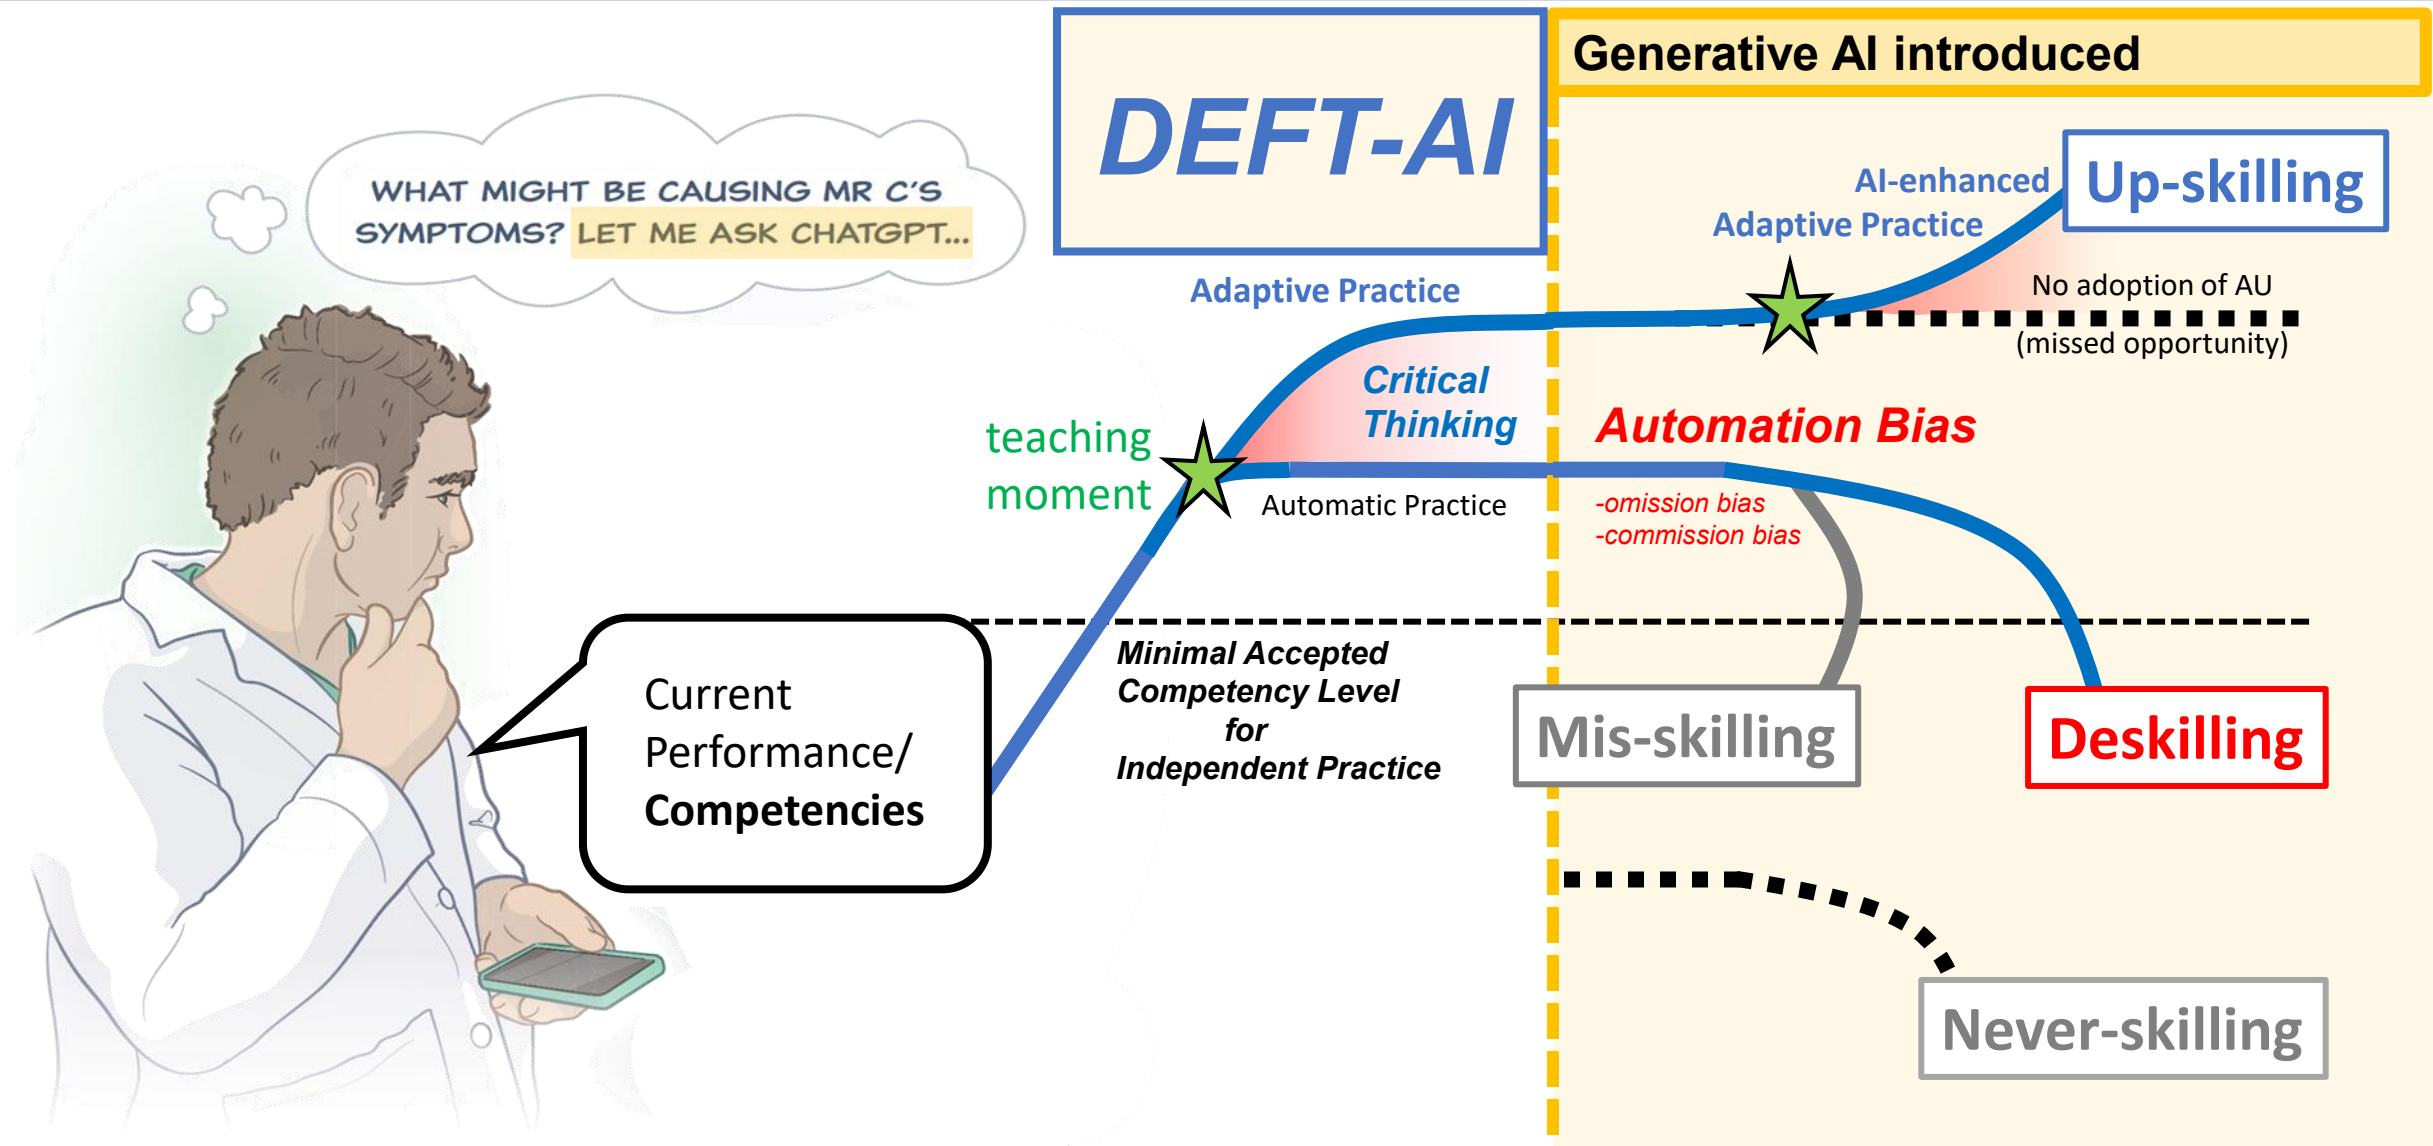 WHAT MIGHT BE CAUSING MR C'S
SYMPTOMS? LET ME ASK CHATGPT...
DEFT-AI
Generative AI introduced
AI-enhanced
Adaptive Practice
Up-skilling
No adoption of AU
(missed opportunity)
Adaptive Practice
Critical
Thinking
teaching
moment
Automatic Practice
Automation Bias
-omission bias
-commission bias
Current
Performance/
Competencies
Minimal Accepted
Competency Level
for
Independent Practice
Mis-skilling
Deskilling
Never-skilling